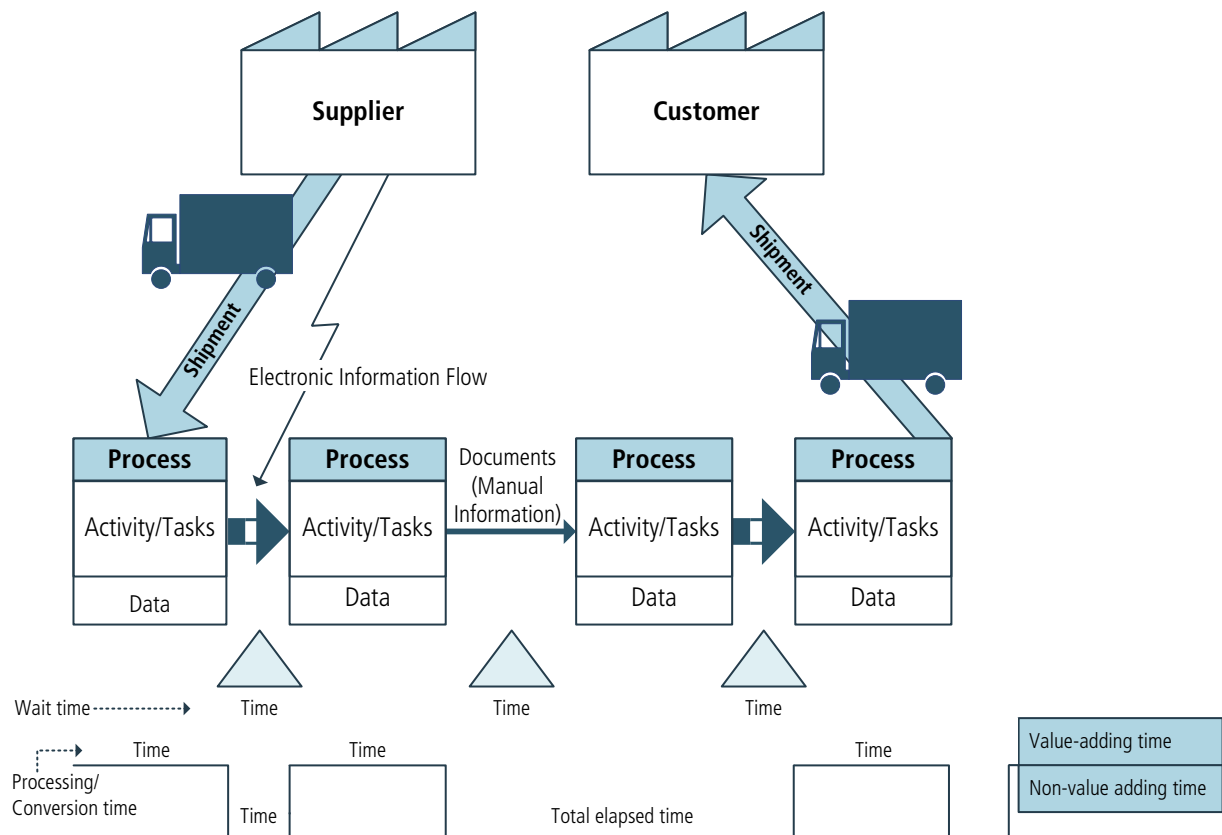 Supplier
Customer
Shipment
Shipment
Electronic Information Flow
Process
Process
Documents
(Manual
Information)
Process
Process
Activity/Tasks
Activity/Tasks
Activity/Tasks
Activity/Tasks
Data
Data
Data
Data
Wait time
Time
Time
Time
Time
Time
Time
Value-adding time
Processing/
Conversion time
Time
Total elapsed time
Non-value adding time